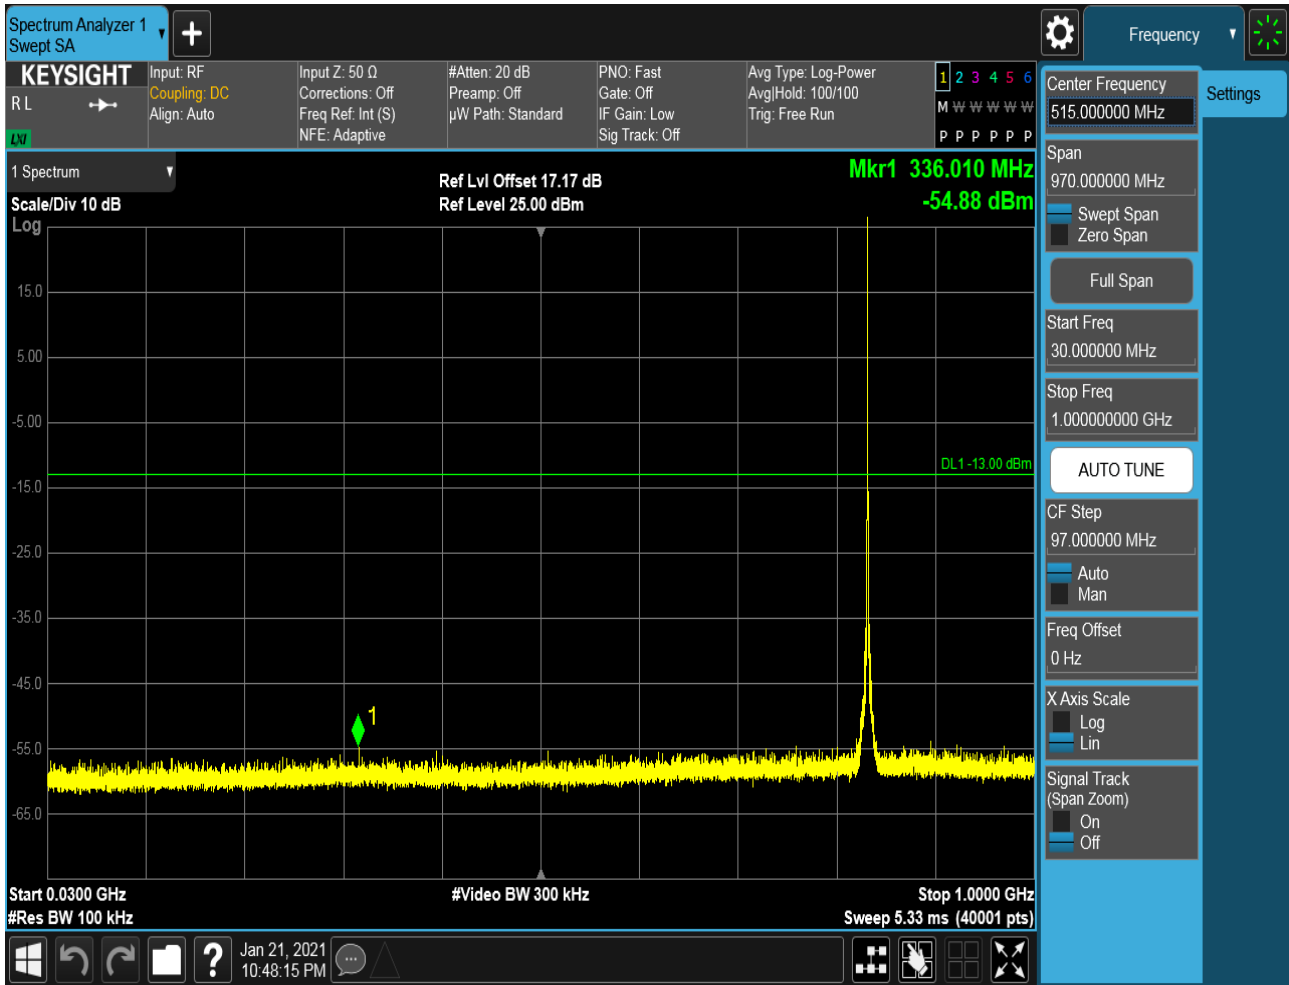 Spectrum Analyzer 1
Swept SA
Frequency
KEYSIGHT
R L
LXI
Input: RF
Coupling: DC
Align: Auto
Input Z: 50 Ω
Corrections: Off
Freq Ref: Int (S)
NFE: Adaptive
#Atten: 20 dB
Preamp: Off
µW Path: Standard
PNO: Fast
Gate: Off
IF Gain: Low
Sig Track: Off
Avg Type: Log-Power
Avg|Hold: 100/100
Trig: Free Run
1 2 3 4 5 6
M W W W W W
P P P P P P
1 Spectrum
Scale/Div 10 dB
Log
Ref Lvl Offset 17.17 dB
Ref Level 25.00 dBm
Mkr1 336.010 MHz
-54.88 dBm
15.0
5.00
-5.00
DL1 -13.00 dBm
-15.0
-25.0
-35.0
-45.0
1
-55.0
-65.0
Start 0.0300 GHz
#Res BW 100 kHz
#Video BW 300 kHz
Stop 1.0000 GHz
Sweep 5.33 ms (40001 pts)
Center Frequency
515.000000 MHz
Settings
Span
970.000000 MHz
Swept Span
Zero Span
Full Span
Start Freq
30.000000 MHz
Stop Freq
1.000000000 GHz
AUTO TUNE
CF Step
97.000000 MHz
Auto
Man
Freq Offset
0 Hz
X Axis Scale
Log
Lin
Signal Track
(Span Zoom)
On
Off
?
Jan 21, 2021
10:48:15 PM